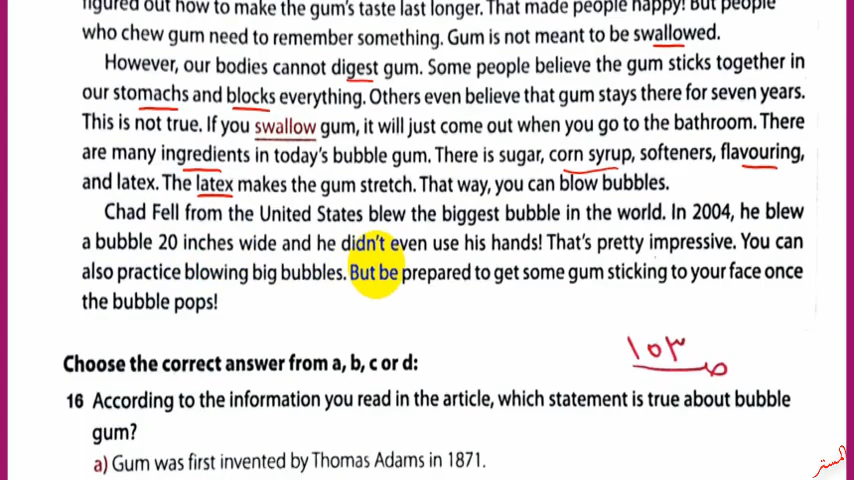 figured out how to make the gum's taste last longer. That made people happy! But people
who chew gum need to remember something. Gum is not meant to be swallowed.
However, our bodies cannot digest gum. Some people believe the gum sticks together in
our stomachs and blocks everything. Others even believe that gum stays there for seven years.
This is not true. If you swallow gum, it will just come out when you go to the bathroom. There
are many ingredients in today's bubble gum. There is sugar, corn syrup, softeners, flavouring,
and latex. The latex makes the gum stretch. That way, you can blow bubbles.
Chad Fell from the United States blew the biggest bubble in the world. In 2004, he blew
a bubble 20 inches wide and he didn't even use his hands! That's pretty impressive. You can
also practice blowing big bubbles. But be prepared to get some gum sticking to your face once
the bubble pops!
ص ١٥٣
Choose the correct answer from a, b, c or d:
16 According to the information you read in the article, which statement is true about bubble
gum?
a) Gum was first invented by Thomas Adams in 1871.
المستر